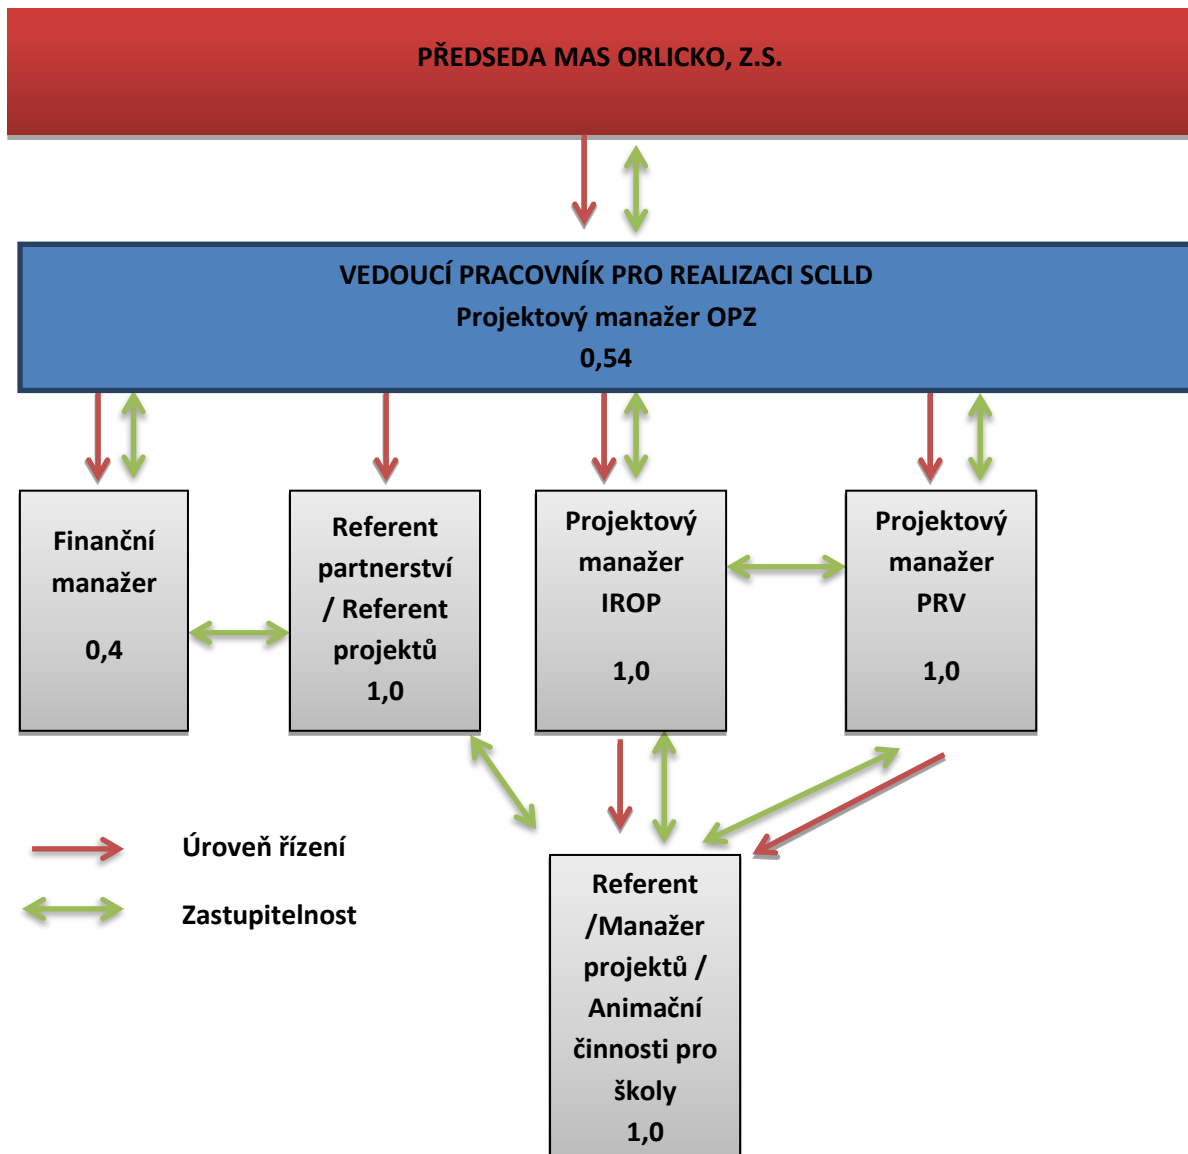 PŘEDSEDA MAS ORLICKO, Z.S.
VEDOUCÍ PRACOVNÍK PRO REALIZACI SCLLD
Projektový manažer OPZ
0,54
Finanční
manažer
0,4
Referent
partnerství
/ Referent
projektů
1,0
Projektový
manažer
IROP
1,0
Projektový
manažer
PRV
1,0
Úroveň řízení
Zastupitelnost
Referent
/Manažer
projektů /
Animační
činnosti pro
školy
1,0